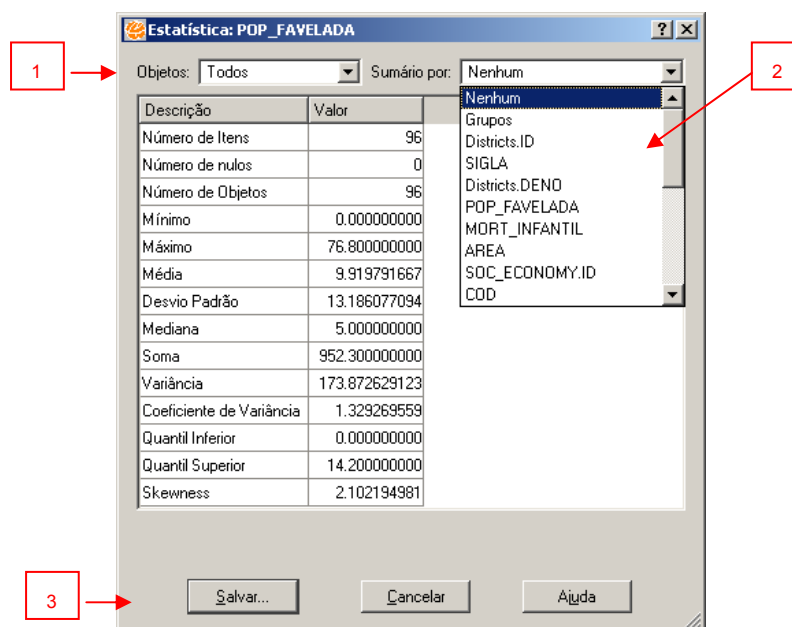 Estatística: POP_FAVELADA
1
Objetos: Todos Sumário por: Nenhum
2
Nenhum
Grupos
Districts.ID
SIGLA
Districts.DENO
POP_FAVELADA
MORT_INFANTIL
AREA
SOC_ECONOMY.ID
COD
Descrição Valor
Número de Itens 96
Número de nulos 0
Número de Objetos 96
Mínimo 0.000000000
Máximo 76.800000000
Média 9.919791667
Desvio Padrão 13.186077094
Mediana 5.000000000
Soma 952.300000000
Variância 173.872629123
Coeficiente de Variância 1.329269559
Quantil Inferior 0.000000000
Quantil Superior 14.200000000
Skewness 2.102194981
3
Salvar... Cancelar Ajuda